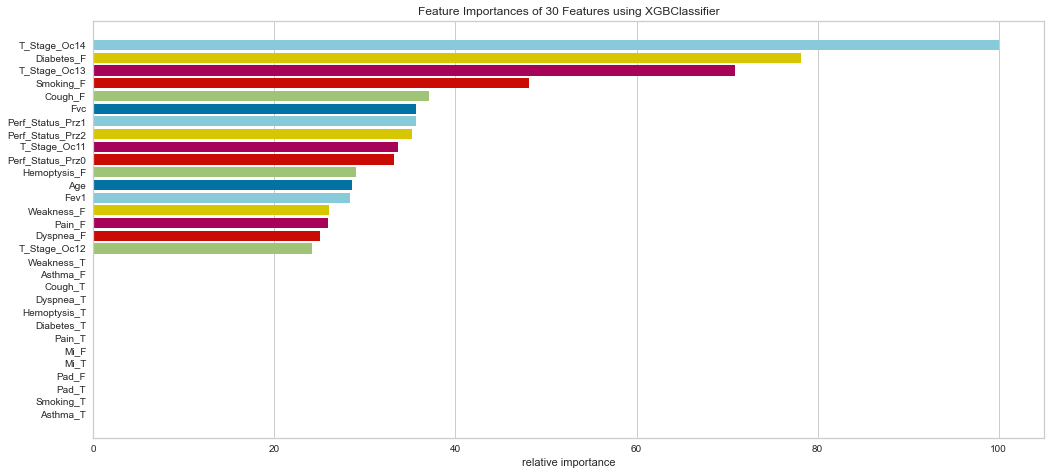 Feature Importances of 30 Features using XGBClassifier
T_Stage_Oc14
Diabetes_F
T_Stage_Oc13
Smoking_F
Cough_F
Fvc
Perf_Status_Prz1
Perf_Status_Prz2
T_Stage_Oc11
Perf_Status_Prz0
Hemoptysis_F
Age
Fev1
Weakness_F
Pain_F
Dyspnea_F
T_Stage_Oc12
Weakness_T
Asthma_F
Cough_T
Dyspnea_T
Hemoptysis_T
Diabetes_T
Pain_T
Mi_F
Mi_T
Pad_F
Pad_T
Smoking_T
Asthma_T
0 20 40 60 80 100
relative importance